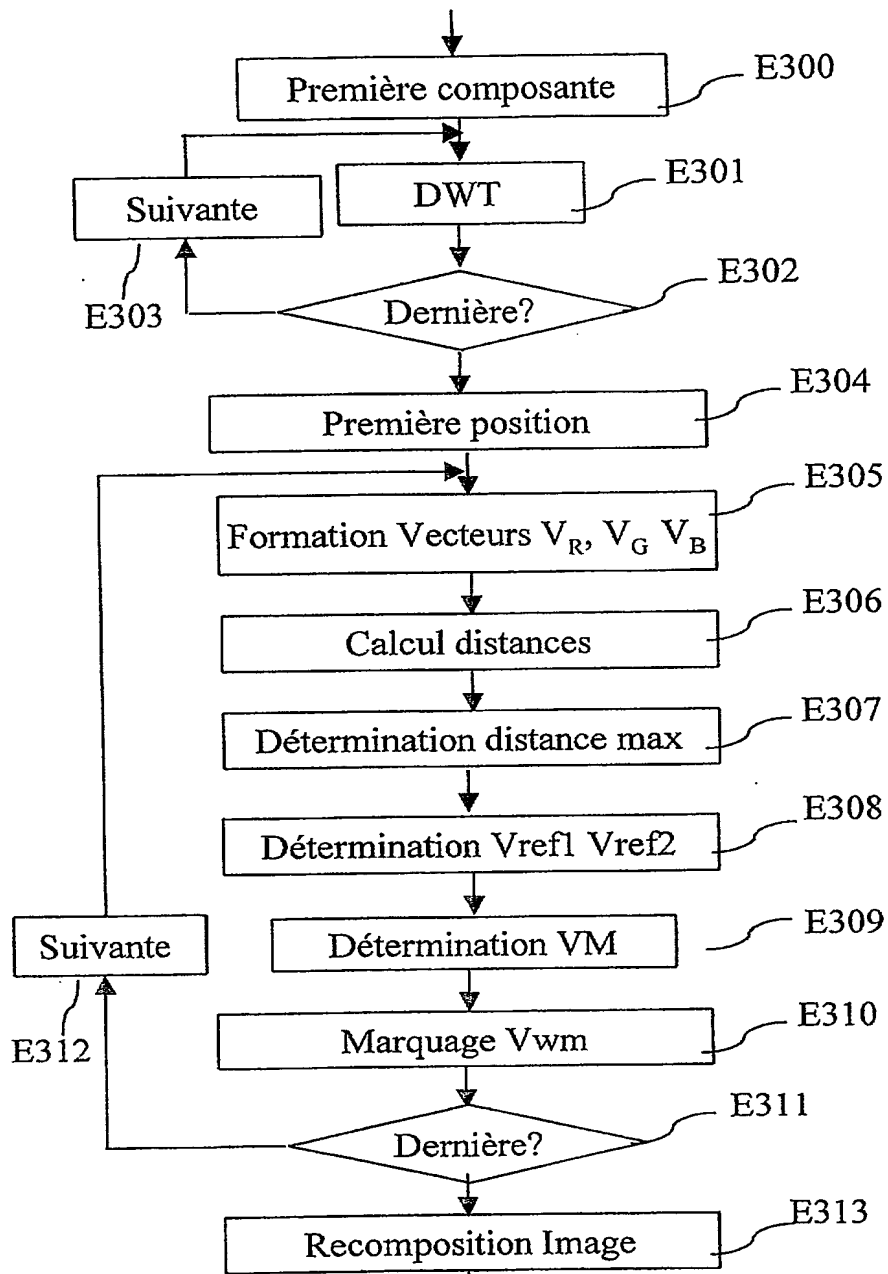 Première composante
E300
DWT
E301
Suivante
E303
Dernière?
E302
Première position
E304
Formation Vecteurs V_R, V_G V_B
E305
Calcul distances
E306
Détermination distance max
E307
Détermination Vref1 Vref2
E308
Détermination VM
E309
Suivante
E312
Marquage Vwm
E310
Dernière?
E311
Recomposition Image
E313